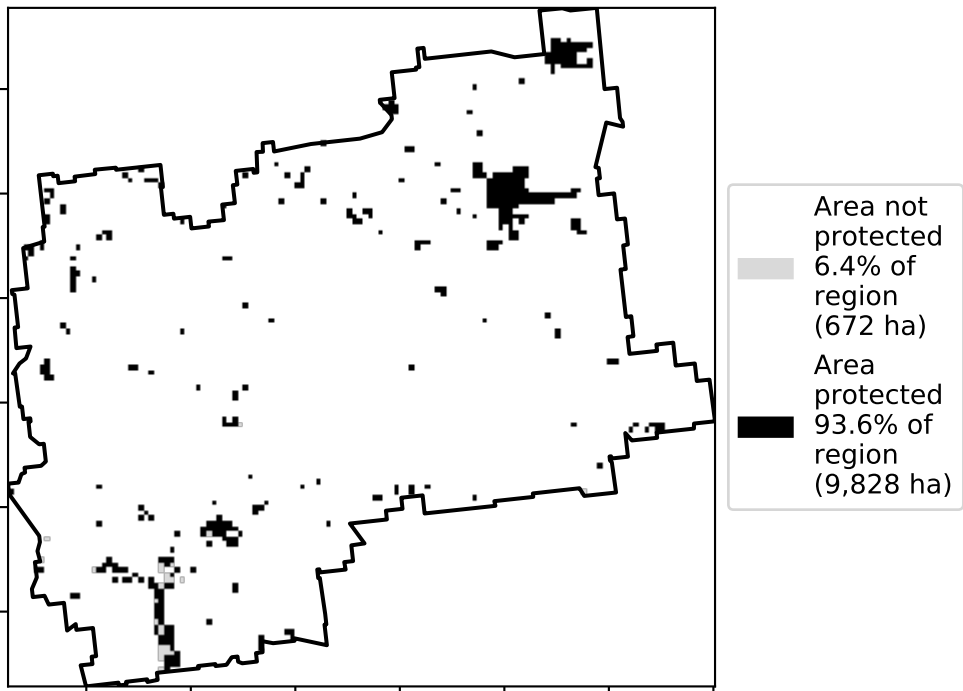 Area not
protected
6.4% of
region
(672 ha)
Area
protected
93.6% of
region
(9,828 ha)